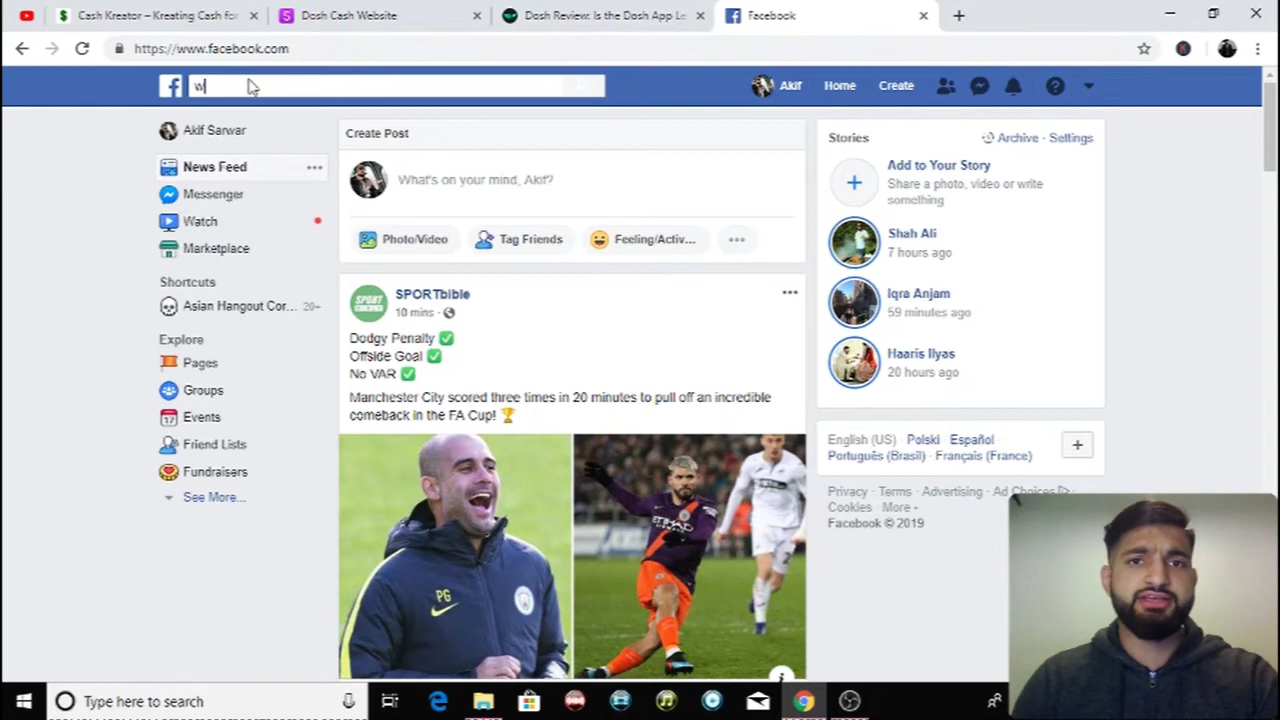 Cash Kreator – Kreating Cash for
Dosh Cash Website
Dosh Review: Is the Dosh App Le
Facebook
https://www.facebook.com
w
Akif
Home
Create
Akif Sarwar
News Feed
Messenger
Watch
Marketplace
Shortcuts
Asian Hangout Cor... 20+
Explore
Pages
Groups
Events
Friend Lists
Fundraisers
See More...
Create Post
What's on your mind, Akif?
Photo/Video
Tag Friends
Feeling/Activ...
SPORTbible
10 mins
Dodgy Penalty ✅
Offside Goal ✅
No VAR ✅
Manchester City scored three times in 20 minutes to pull off an incredible
comeback in the FA Cup! 🏆
PG
ETIHAD
Stories
Archive · Settings
Add to Your Story
Share a photo, video or write
something
Shah Ali
7 hours ago
Iqra Anjam
59 minutes ago
Haaris Ilyas
20 hours ago
English (US) · Polski · Español ·
Português (Brasil) · Français (France)
Privacy · Terms · Advertising · Ad Choices
Cookies · More
Facebook © 2019
Type here to search